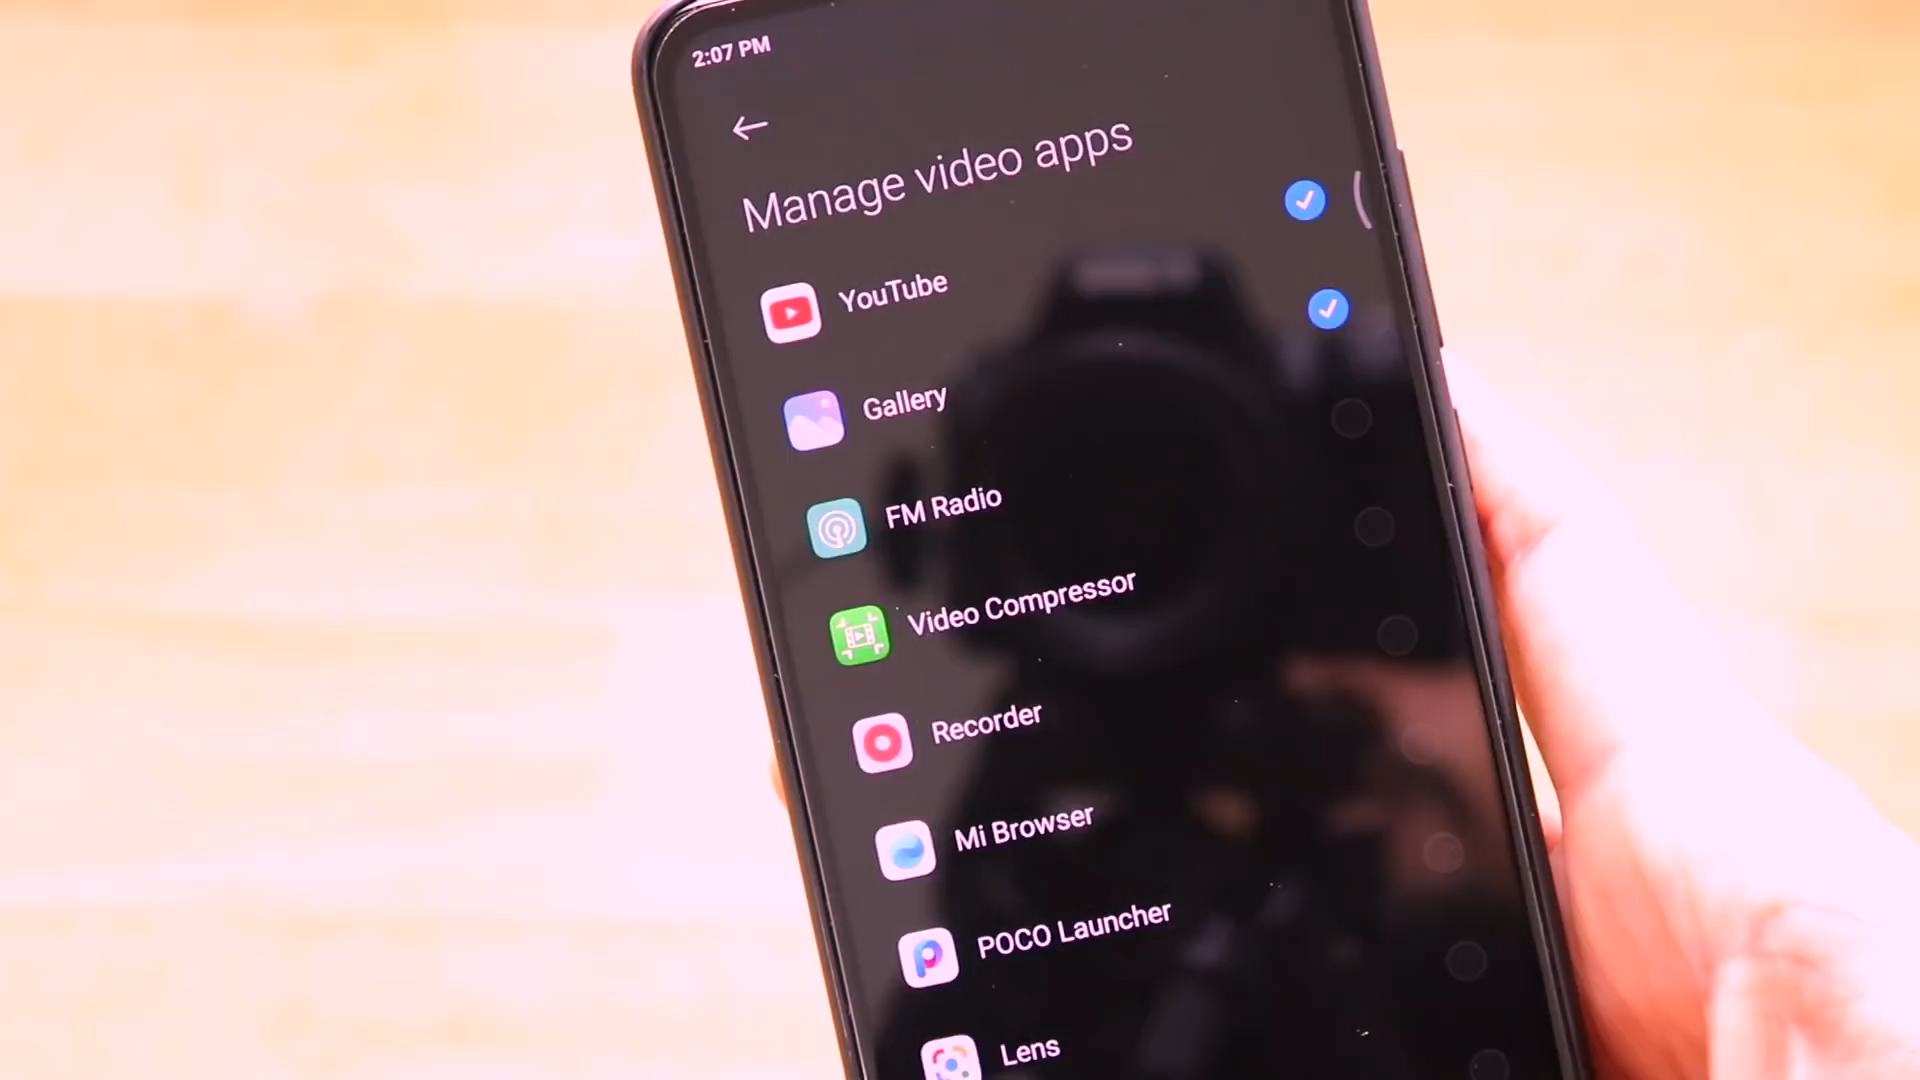 2:07 PM
Manage video apps
YouTube
Gallery
FM Radio
Video Compressor
Recorder
Mi Browser
POCO Launcher
Lens